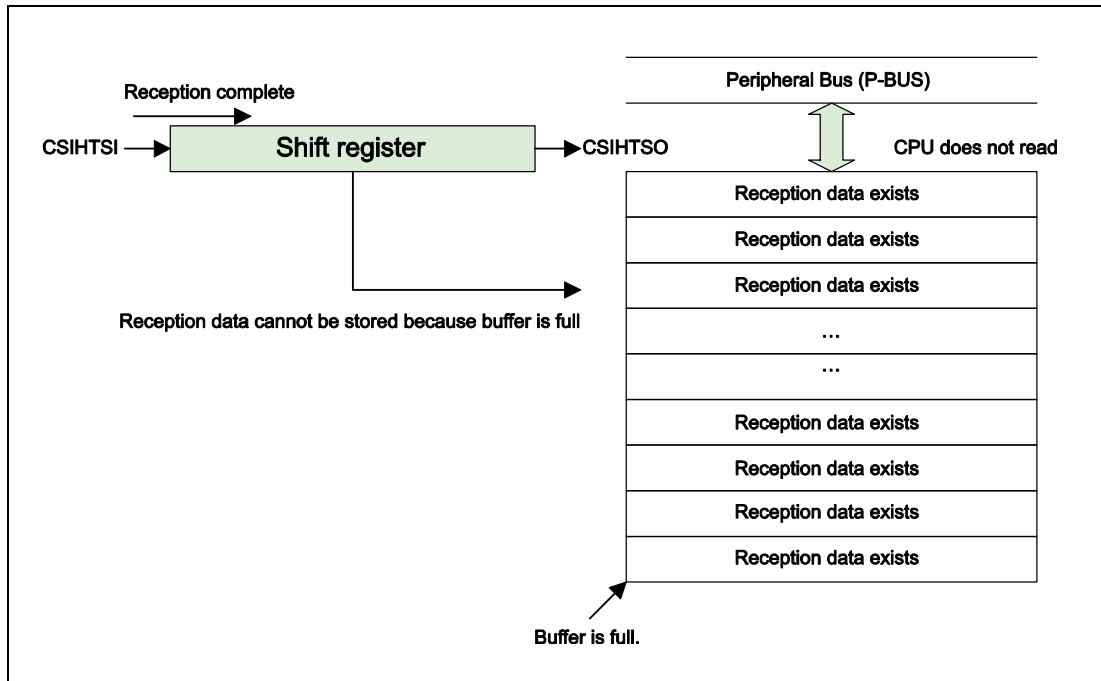 Peripheral Bus (P-BUS)
Reception complete
CSIHTSI
Shift register
CSIHTSO
CPU does not read
Reception data exists
Reception data exists
Reception data exists
Reception data cannot be stored because buffer is full
...
...
Reception data exists
Reception data exists
Reception data exists
Reception data exists
Buffer is full.